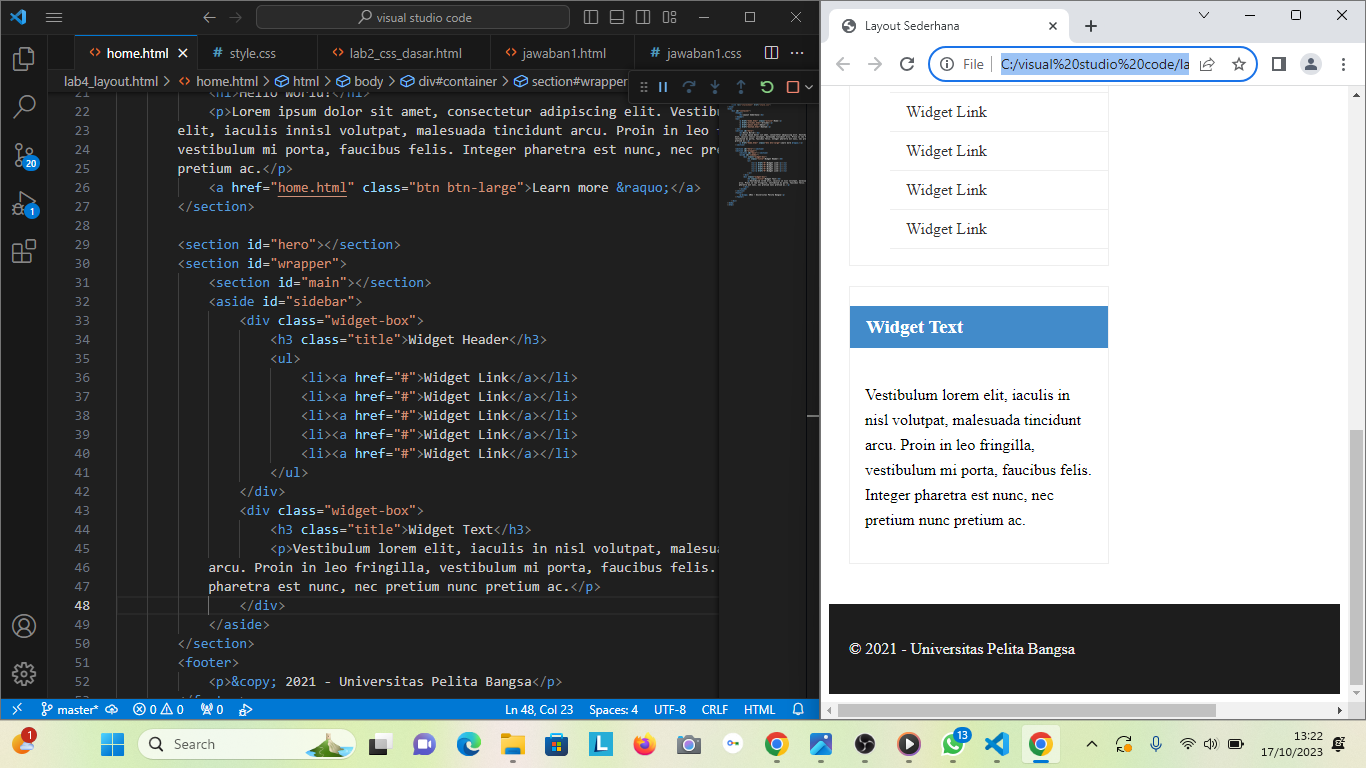 visual studio code
home.html
style.css
lab2_css_dasar.html
jawaban1.html
jawaban1.css
lab4_layout.html > home.html > html > body > div#container > section#wrapper
22 <p>Lorem ipsum dolor sit amet, consectetur adipiscing elit. Vestib
23 elit, iaculis innisl volutpat, malesuada tincidunt arcu. Proin in leo
24 vestibulum mi porta, faucibus felis. Integer pharetra est nunc, nec pr
25 pretium ac.</p>
26 <a href="home.html" class="btn btn-large">Learn more &raquo;</a>
27 </section>
28
29 <section id="hero"></section>
30 <section id="wrapper">
31 <section id="main"></section>
32 <aside id="sidebar">
33 <div class="widget-box">
34 <h3 class="title">Widget Header</h3>
35 <ul>
36 <li><a href="#">Widget Link</a></li>
37 <li><a href="#">Widget Link</a></li>
38 <li><a href="#">Widget Link</a></li>
39 <li><a href="#">Widget Link</a></li>
40 <li><a href="#">Widget Link</a></li>
41 </ul>
42 </div>
43 <div class="widget-box">
44 <h3 class="title">Widget Text</h3>
45 <p>Vestibulum lorem elit, iaculis in nisl volutpat, malesu
46 arcu. Proin in leo fringilla, vestibulum mi porta, faucibus felis.
47 pharetra est nunc, nec pretium nunc pretium ac.</p>
48 </div>
49 </aside>
50 </section>
51 <footer>
52 <p>&copy; 2021 - Universitas Pelita Bangsa</p>
20
1
master* 0 0 0 Ln 48, Col 23 Spaces: 4 UTF-8 CRLF HTML
Layout Sederhana
File | C:/visual%20studio%20code/la
Widget Link
Widget Link
Widget Link
Widget Link
Widget Text
Vestibulum lorem elit, iaculis in
nisl volutpat, malesuada tincidunt
arcu. Proin in leo fringilla,
vestibulum mi porta, faucibus felis.
Integer pharetra est nunc, nec
pretium nunc pretium ac.
© 2021 - Universitas Pelita Bangsa
1
Search
13
13:22
17/10/2023